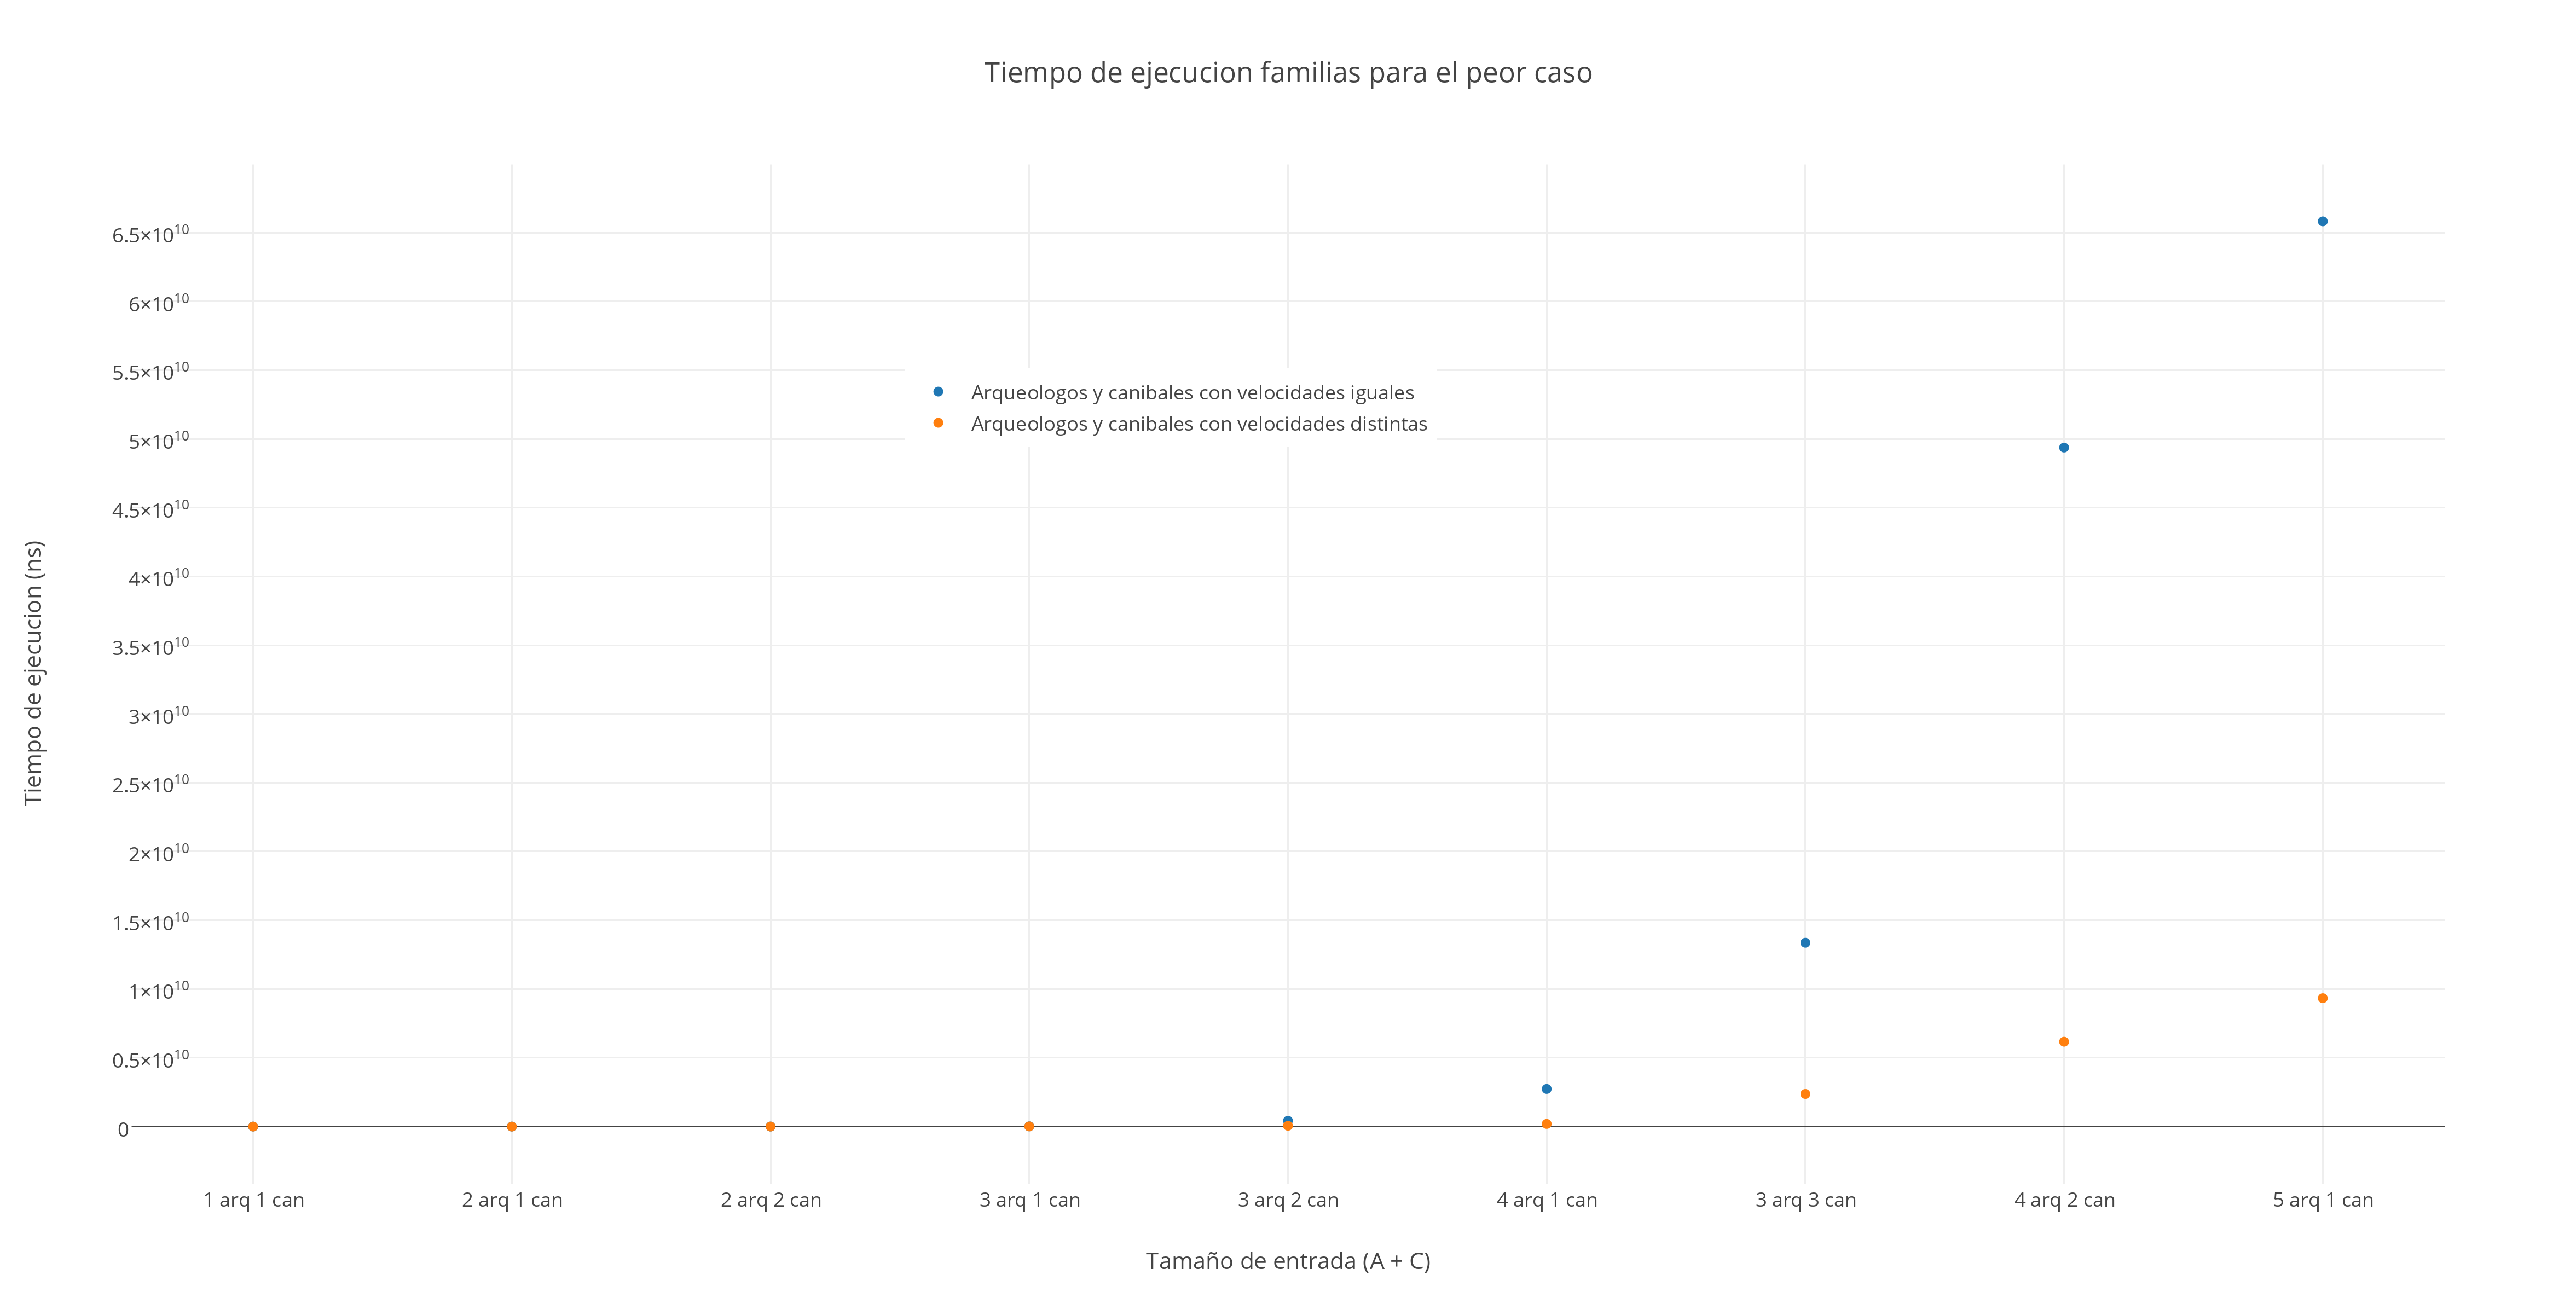 Tiempo de ejecucion familias para el peor caso
6.5×10¹⁰
6×10¹⁰
5.5×10¹⁰
Arqueologos y canibales con velocidades iguales
Arqueologos y canibales con velocidades distintas
5×10¹⁰
4.5×10¹⁰
4×10¹⁰
3.5×10¹⁰
3×10¹⁰
2.5×10¹⁰
2×10¹⁰
1.5×10¹⁰
1×10¹⁰
0.5×10¹⁰
0
Tiempo de ejecucion (ns)
1 arq 1 can 2 arq 1 can 2 arq 2 can 3 arq 1 can 3 arq 2 can 4 arq 1 can 3 arq 3 can 4 arq 2 can 5 arq 1 can
Tamaño de entrada (A + C)